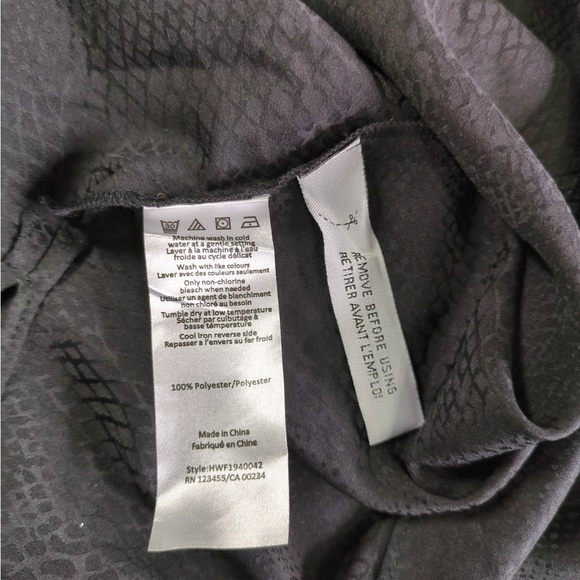 30
Machine wash in cold
water at a gentle setting
Laver à la machine à l'eau
froide au cycle délicat
Wash with like colours
Laver avec des couleurs seulement
Only non-chlorine
bleach when needed
Utiliser un agent de blanchiment
non chloré au besoin
Tumble dry at low temperature
Sécher par culbutage à
basse température
Cool iron reverse side
Repasser a l'envers au fer froid
100% Polyester/Polyester
Made in China
Fabriqué en Chine
Style:HWF1940042
RN 123455/CA 00234
REMOVE BEFORE USING
RETIRER AVANT L'EMPLOI